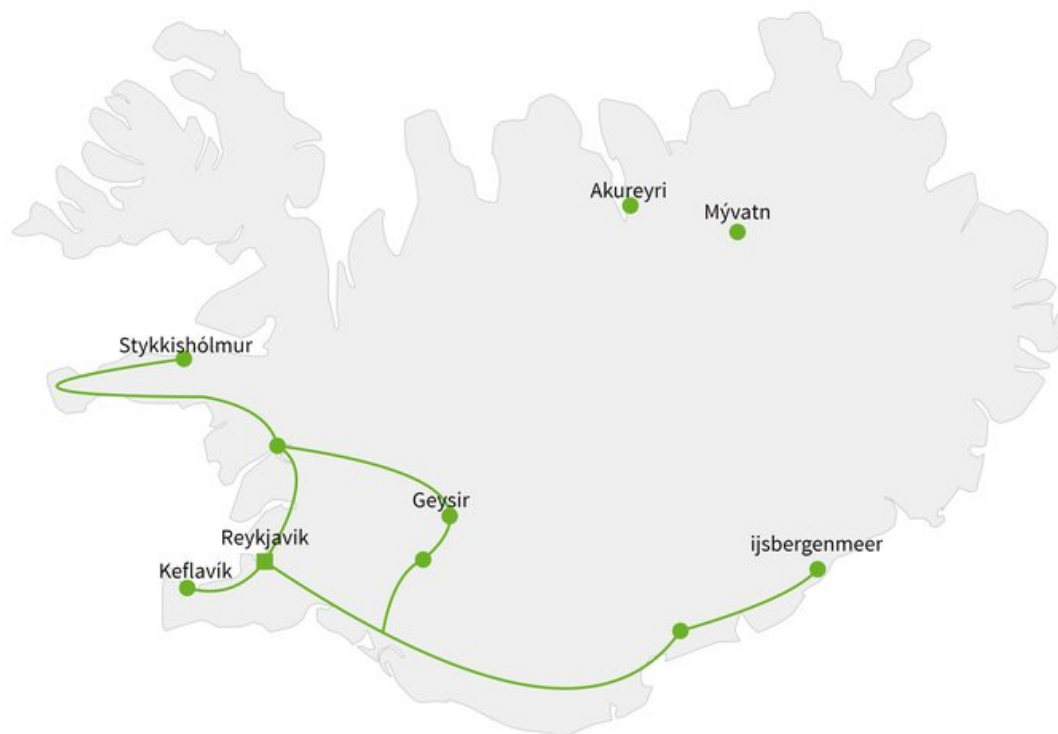 Akureyri
Mývatn
Stykkishólmur
Geysir
Reykjavik
ijsbergenmeer
Keflavík